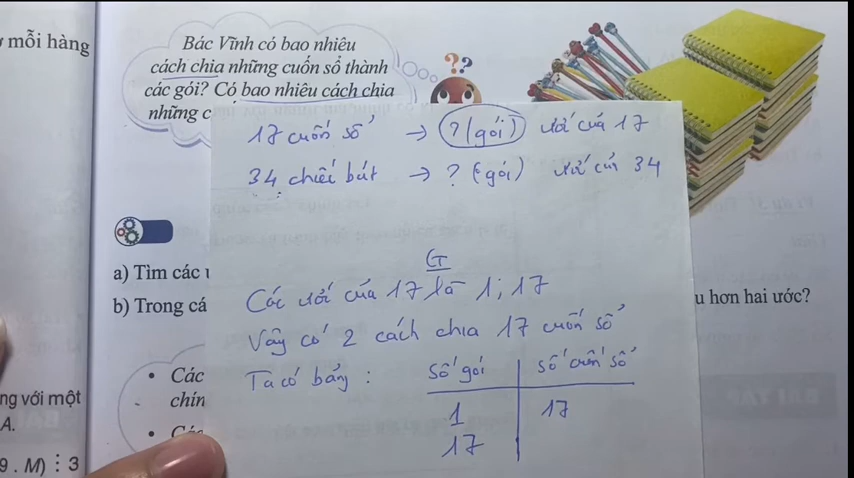 mỗi hàng
Bác Vĩnh có bao nhiêu
cách chia những cuốn sổ thành
các gói? Có bao nhiêu cách chia
những c
??
17 cuốn sổ → ? (gói) ước của 17
34 chiếc bút → ? (gói) ước của 34
G
Các ước của 17 là 1; 17
Vậy có 2 cách chia 17 cuốn sổ
Ta có bảng : số gói số cuốn sổ
1 17
17
a) Tìm các
b) Trong cá
u hơn hai ước?
• Các
chín
ng với một
A.
9 . M) ⋮ 3